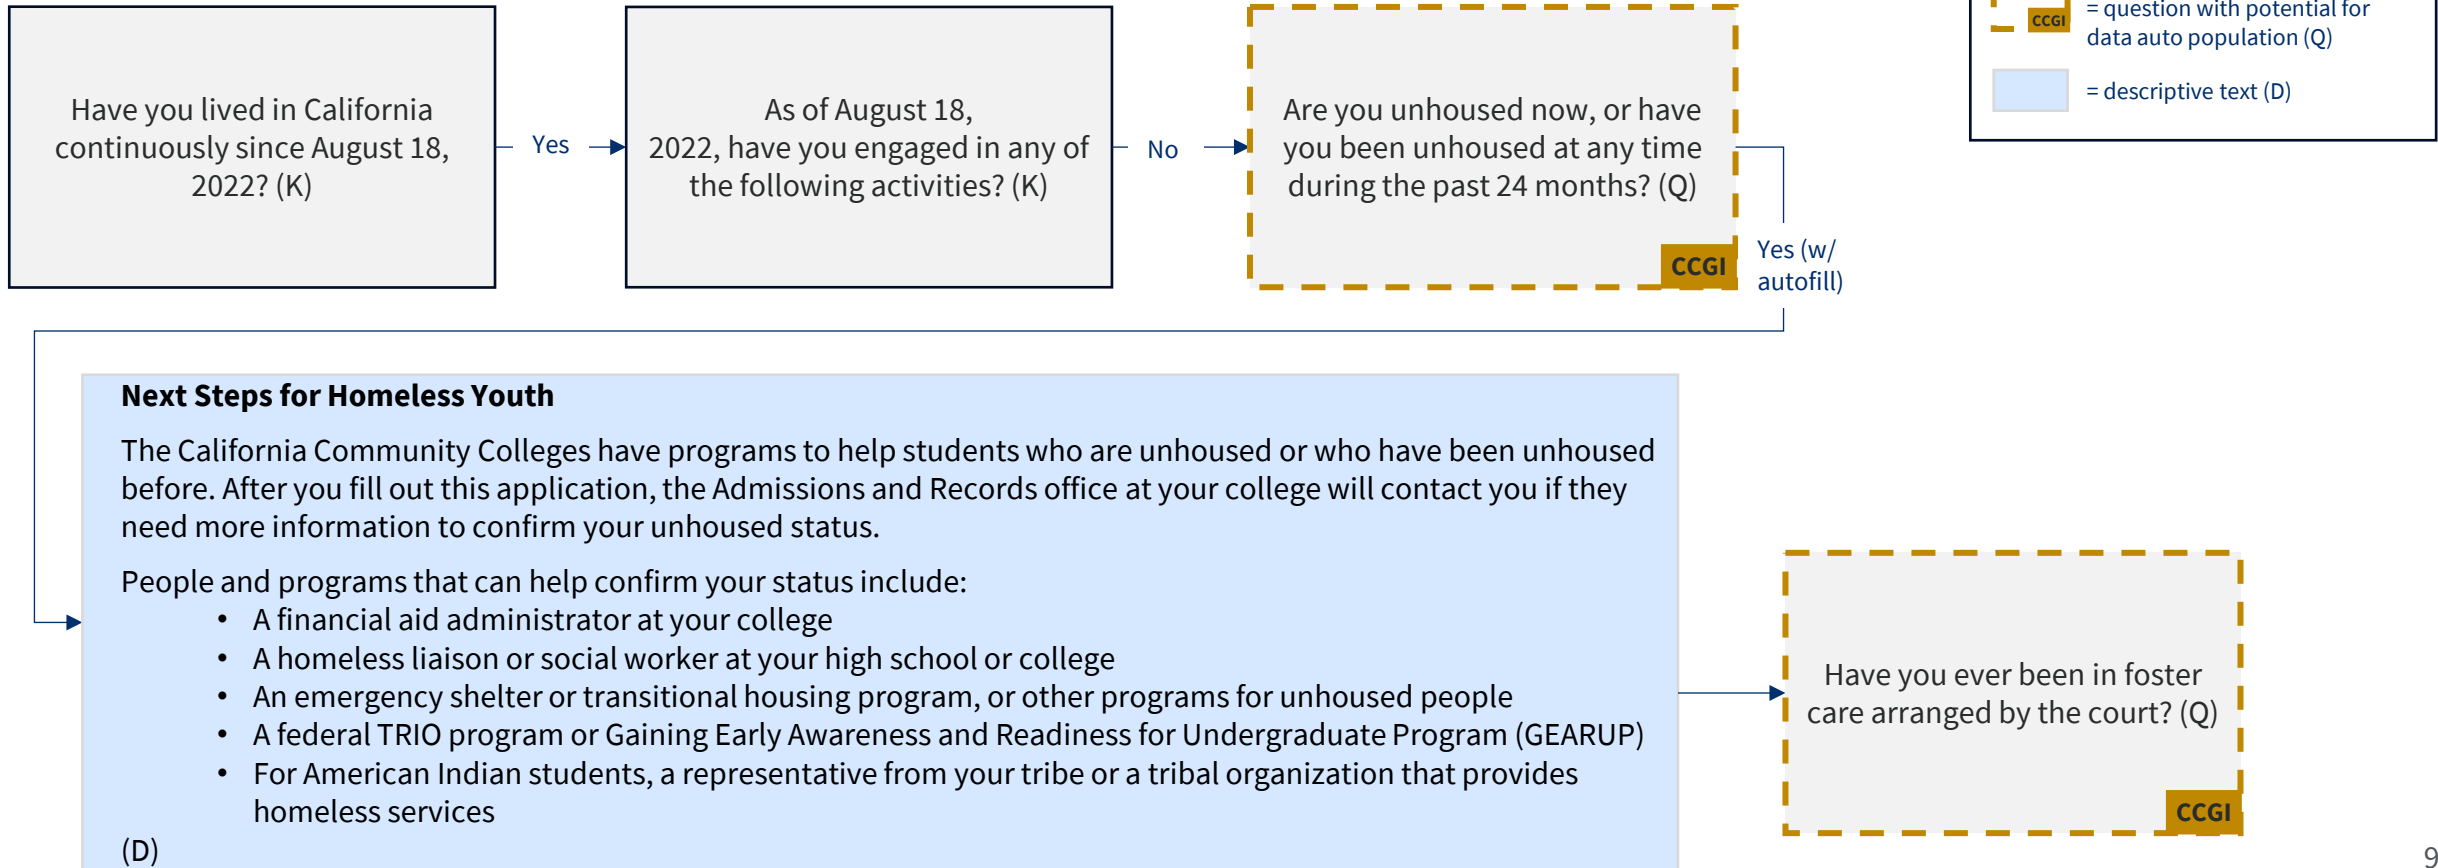 Have you lived in California
continuously since August 18,
2022? (K)
Yes
As of August 18,
2022, have you engaged in any of
the following activities? (K)
No
Are you unhoused now, or have
you been unhoused at any time
during the past 24 months? (Q)
CCGI
Yes (w/
autofill)
CCGI
= question with potential for
data auto population (Q)
= descriptive text (D)
Next Steps for Homeless Youth
The California Community Colleges have programs to help students who are unhoused or who have been unhoused
before. After you fill out this application, the Admissions and Records office at your college will contact you if they
need more information to confirm your unhoused status.
People and programs that can help confirm your status include:
• A financial aid administrator at your college
• A homeless liaison or social worker at your high school or college
• An emergency shelter or transitional housing program, or other programs for unhoused people
• A federal TRIO program or Gaining Early Awareness and Readiness for Undergraduate Program (GEARUP)
• For American Indian students, a representative from your tribe or a tribal organization that provides
homeless services
(D)
Have you ever been in foster
care arranged by the court? (Q)
CCGI
9